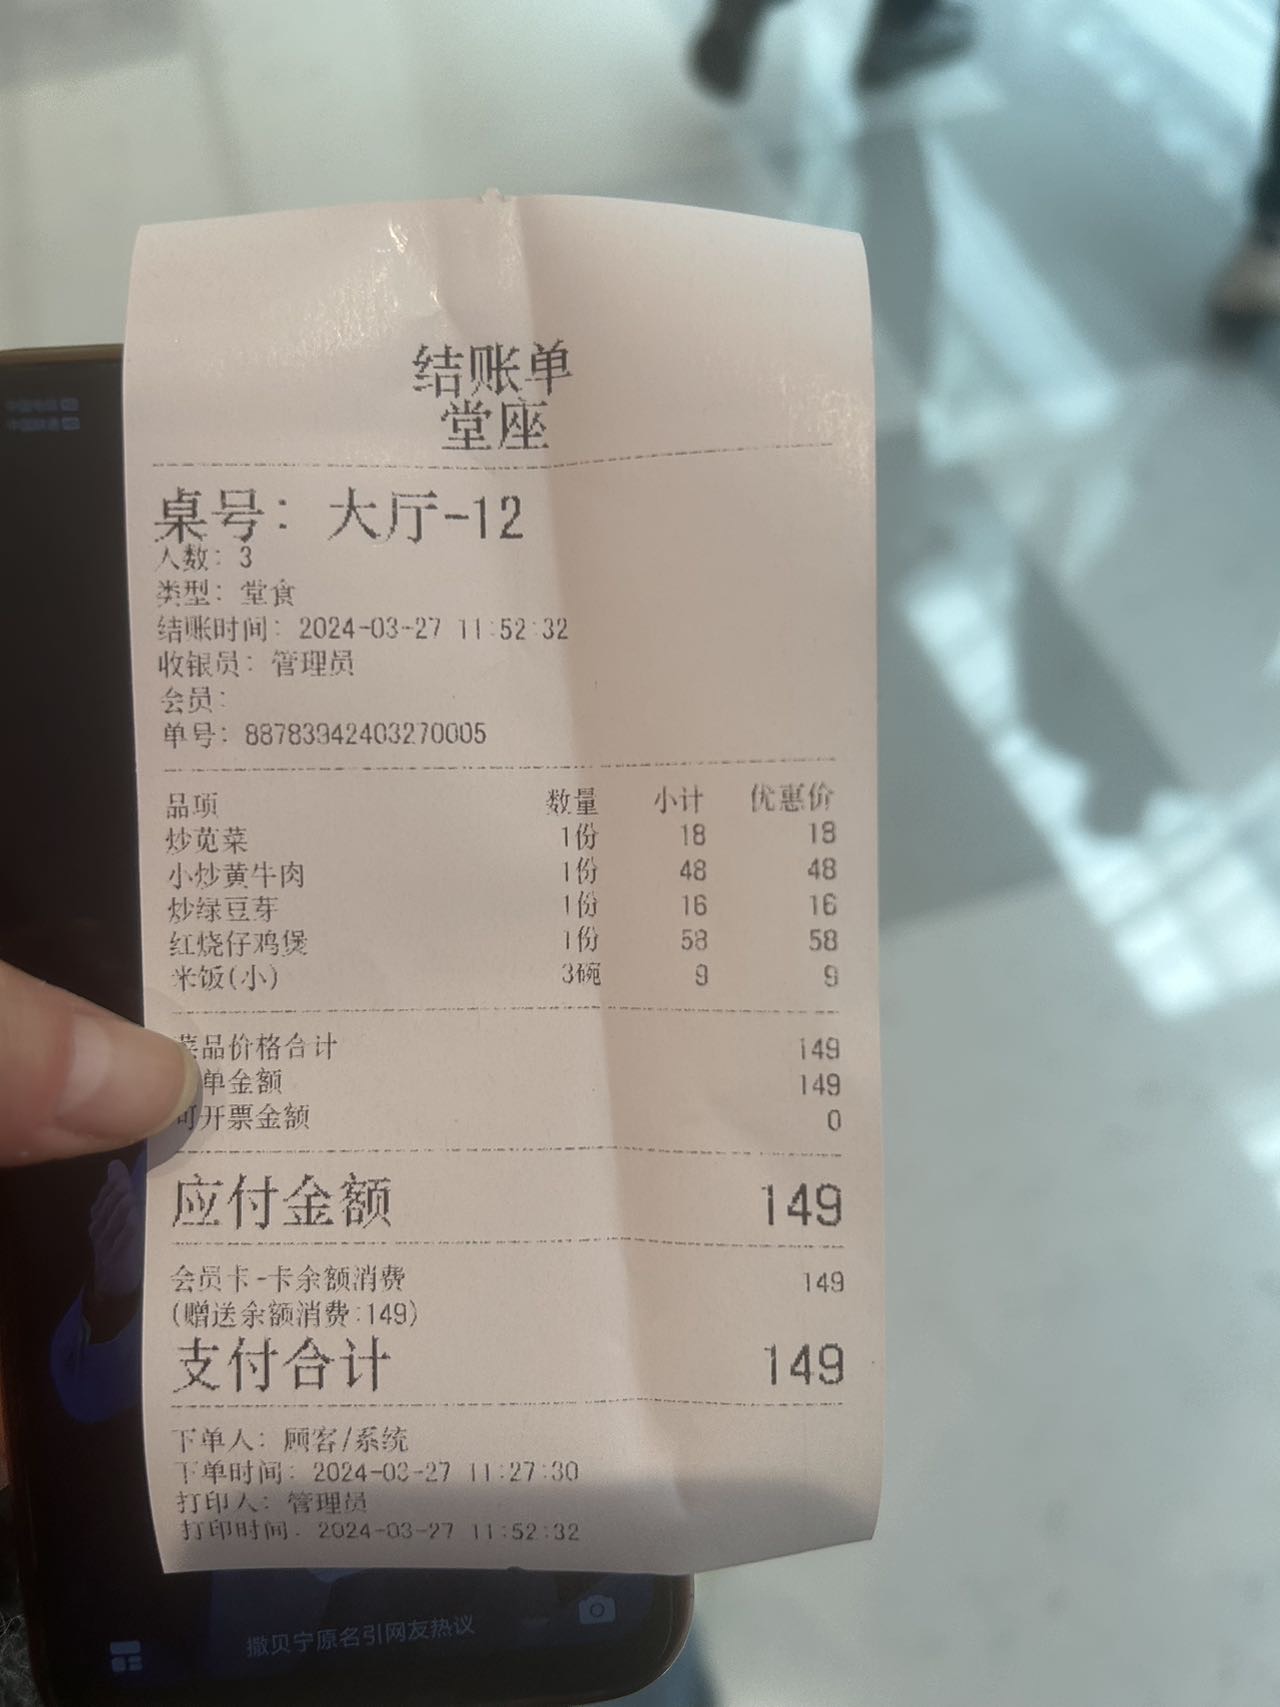 结账单
堂座
桌号：大厅-12
人数：3
类型：堂食
结账时间：2024-03-27 11:52:32
收银员：管理员
会员：
单号：88783942403270005
品项 数量 小计 优惠价
炒苋菜 1份 18 18
小炒黄牛肉 1份 48 48
炒绿豆芽 1份 16 16
红烧仔鸡煲 1份 58 58
米饭(小) 3碗 9 9
菜品价格合计 149
单金额 149
可开票金额 0
应付金额 149
会员卡-卡余额消费 149
(赠送余额消费:149)
支付合计 149
下单人：顾客/系统
下单时间：2024-03-27 11:27:30
打印人：管理员
打印时间：2024-03-27 11:52:32
撒贝宁原名引网友热议